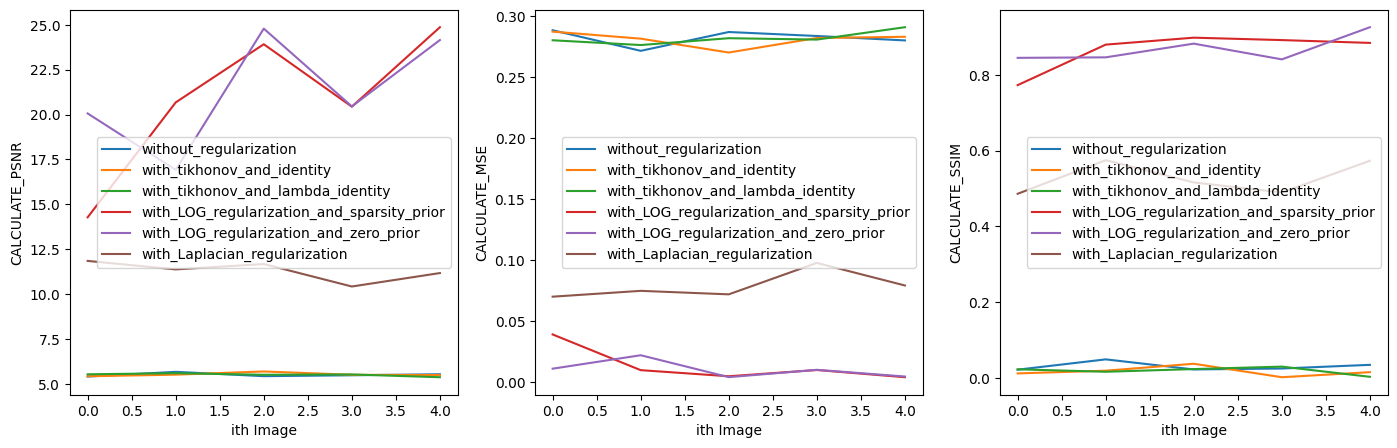 CALCULATE_PSNR
25.0
22.5
20.0
17.5
15.0
12.5
10.0
7.5
5.0
without_regularization
with_tikhonov_and_identity
with_tikhonov_and_lambda_identity
with_LOG_regularization_and_sparsity_prior
with_LOG_regularization_and_zero_prior
with_Laplacian_regularization
0.0 0.5 1.0 1.5 2.0 2.5 3.0 3.5 4.0
ith Image
CALCULATE_MSE
0.30
0.25
0.20
0.15
0.10
0.05
0.00
without_regularization
with_tikhonov_and_identity
with_tikhonov_and_lambda_identity
with_LOG_regularization_and_sparsity_prior
with_LOG_regularization_and_zero_prior
with_Laplacian_regularization
0.0 0.5 1.0 1.5 2.0 2.5 3.0 3.5 4.0
ith Image
CALCULATE_SSIM
0.8
0.6
0.4
0.2
0.0
without_regularization
with_tikhonov_and_identity
with_tikhonov_and_lambda_identity
with_LOG_regularization_and_sparsity_prior
with_LOG_regularization_and_zero_prior
with_Laplacian_regularization
0.0 0.5 1.0 1.5 2.0 2.5 3.0 3.5 4.0
ith Image